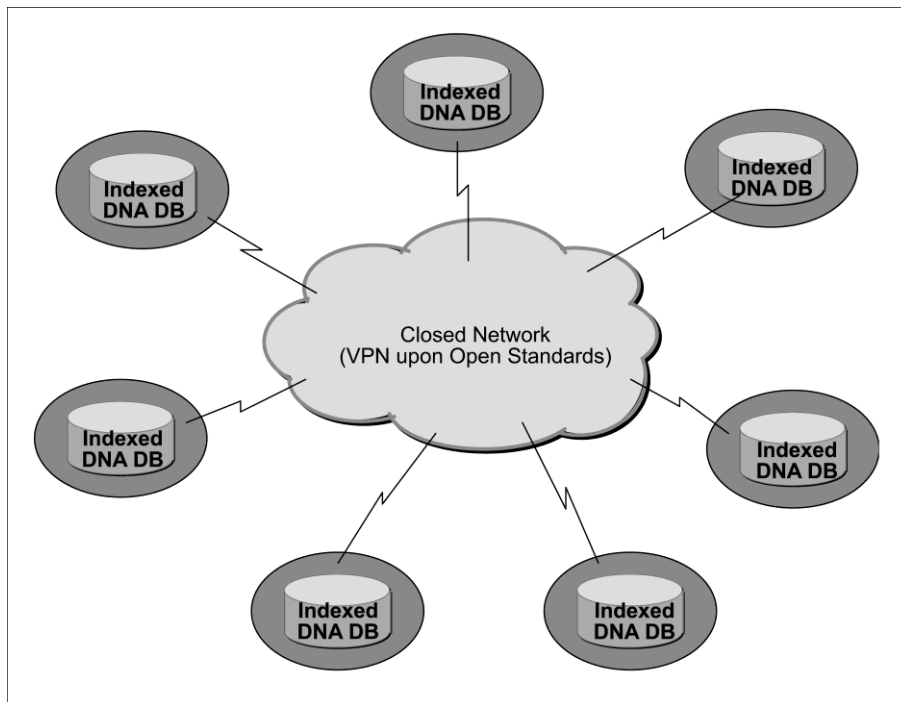 Indexed
DNA DB
Indexed
DNA DB
Indexed
DNA DB
Closed Network
(VPN upon Open Standards)
Indexed
DNA DB
Indexed
DNA DB
Indexed
DNA DB
Indexed
DNA DB